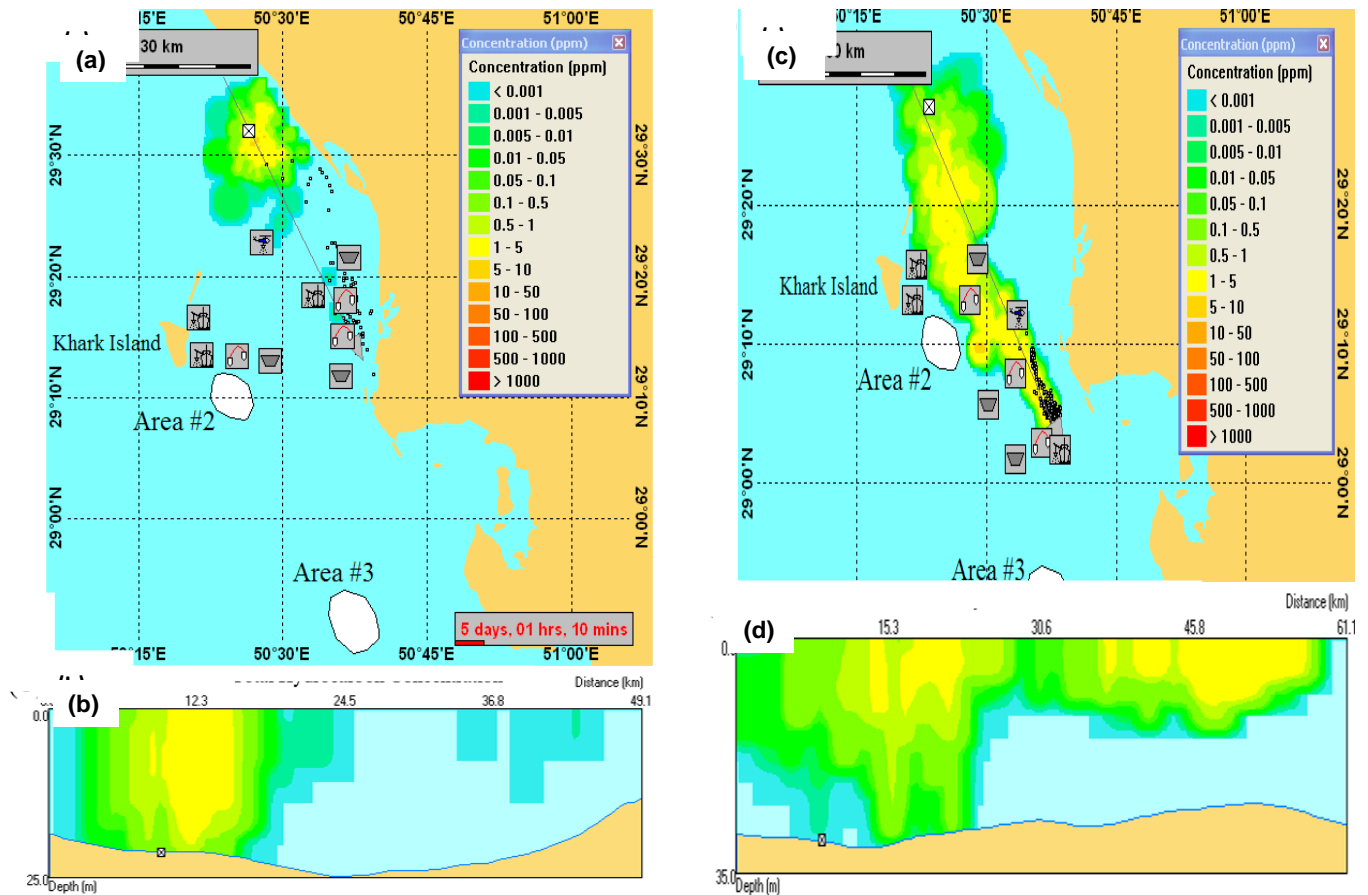 (a)
50°30'E
50°45'E
51°00'E
30 km
Concentration (ppm)
Concentration (ppm)
< 0.001
0.001 - 0.005
0.005 - 0.01
0.01 - 0.05
0.05 - 0.1
0.1 - 0.5
0.5 - 1
1 - 5
5 - 10
10 - 50
50 - 100
100 - 500
500 - 1000
> 1000
29°30'N
29°30'N
29°20'N
29°20'N
Khark Island
29°10'N
29°10'N
Area #2
29°00'N
29°00'N
Area #3
5 days, 01 hrs, 10 mins
50°30'E
50°45'E
51°00'E
(b)
Distance (km)
12.3
24.5
36.8
49.1
0.0
25.0
Depth (m)
(c)
50°15'E
50°30'E
50°45'E
51°00'E
Concentration (ppm)
Concentration (ppm)
< 0.001
0.001 - 0.005
0.005 - 0.01
0.01 - 0.05
0.05 - 0.1
0.1 - 0.5
0.5 - 1
1 - 5
5 - 10
10 - 50
50 - 100
100 - 500
500 - 1000
> 1000
29°20'N
29°20'N
Khark Island
29°10'N
29°10'N
Area #2
29°00'N
29°00'N
Area #3
(d)
Distance (km)
15.3
30.6
45.8
61.1
35.0
Depth (m)